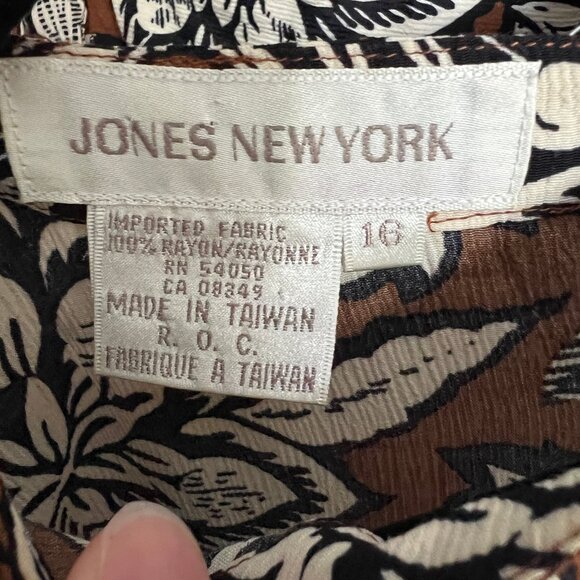 JONES NEW YORK
IMPORTED FABRIC
100% RAYON/RAYONNE
RN 54050
CA 08349
MADE IN TAIWAN
R. O. C.
FABRIQUE A TAIWAN
16